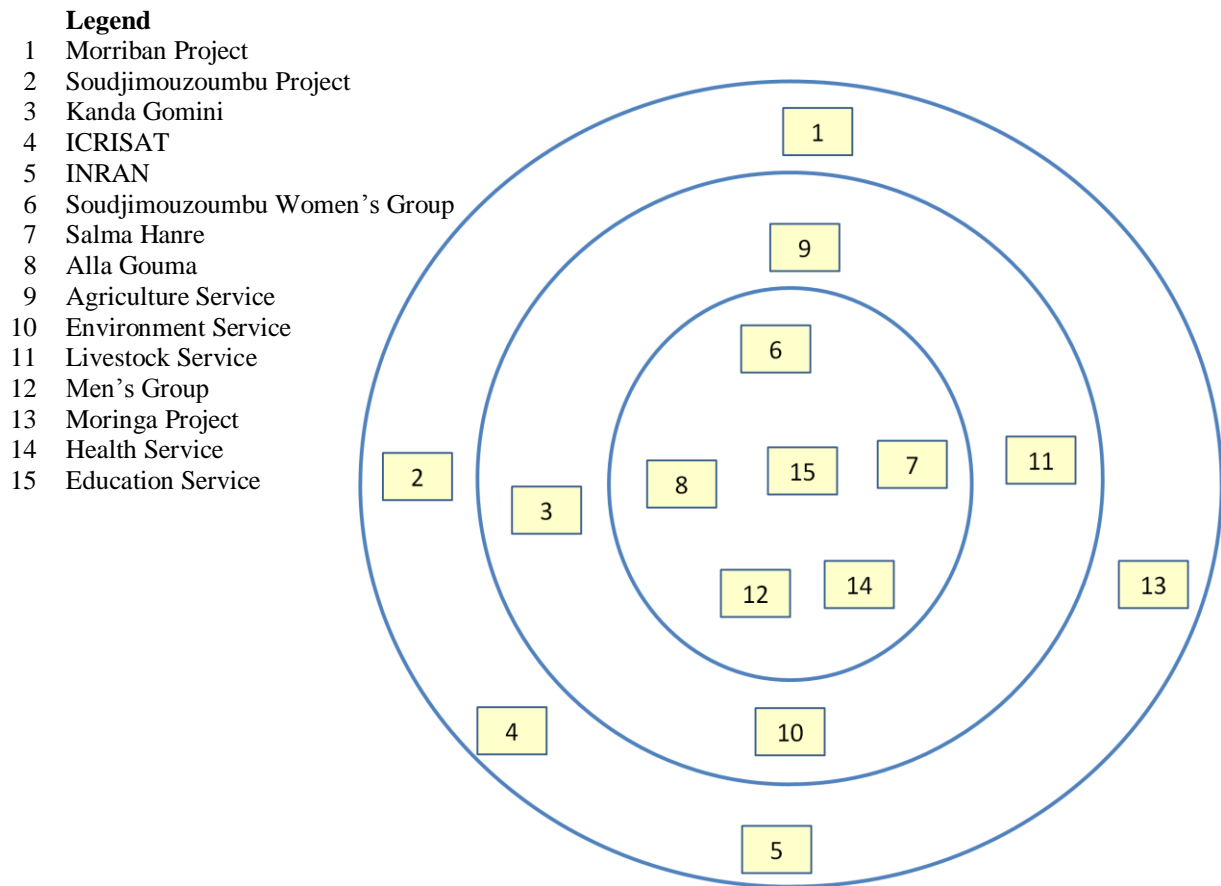 Legend
1 Morriban Project
2 Soudjimouzoumbu Project
3 Kanda Gomini
4 ICRISAT
5 INRAN
6 Soudjimouzoumbu Women’s Group
7 Salma Hanre
8 Alla Gouma
9 Agriculture Service
10 Environment Service
11 Livestock Service
12 Men’s Group
13 Moringa Project
14 Health Service
15 Education Service
1
9
6
2
3
8
15
7
11
12
14
13
4
10
5